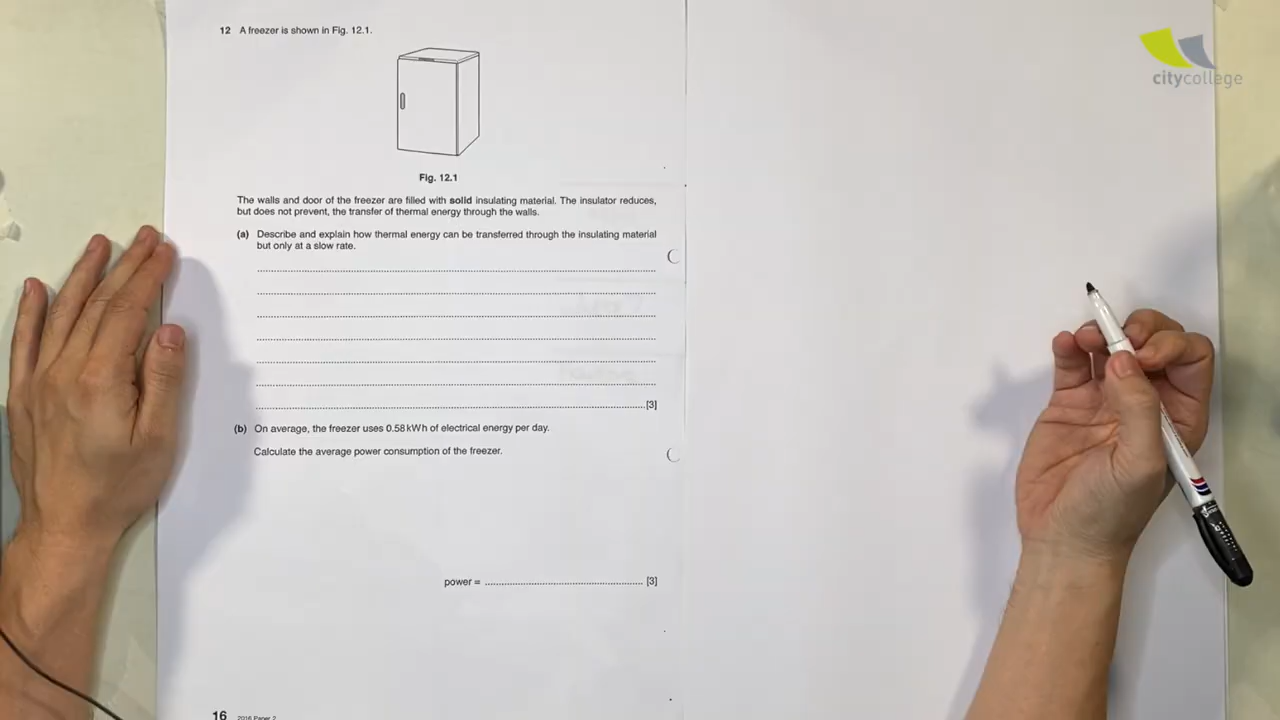 citycollege
12 A freezer is shown in Fig. 12.1.
Fig. 12.1
The walls and door of the freezer are filled with solid insulating material. The insulator reduces,
but does not prevent, the transfer of thermal energy through the walls.
(a) Describe and explain how thermal energy can be transferred through the insulating material
but only at a slow rate.
[3]
(b) On average, the freezer uses 0.58 kWh of electrical energy per day.
Calculate the average power consumption of the freezer.
power = ................................................ [3]
16 2016 Paper 2